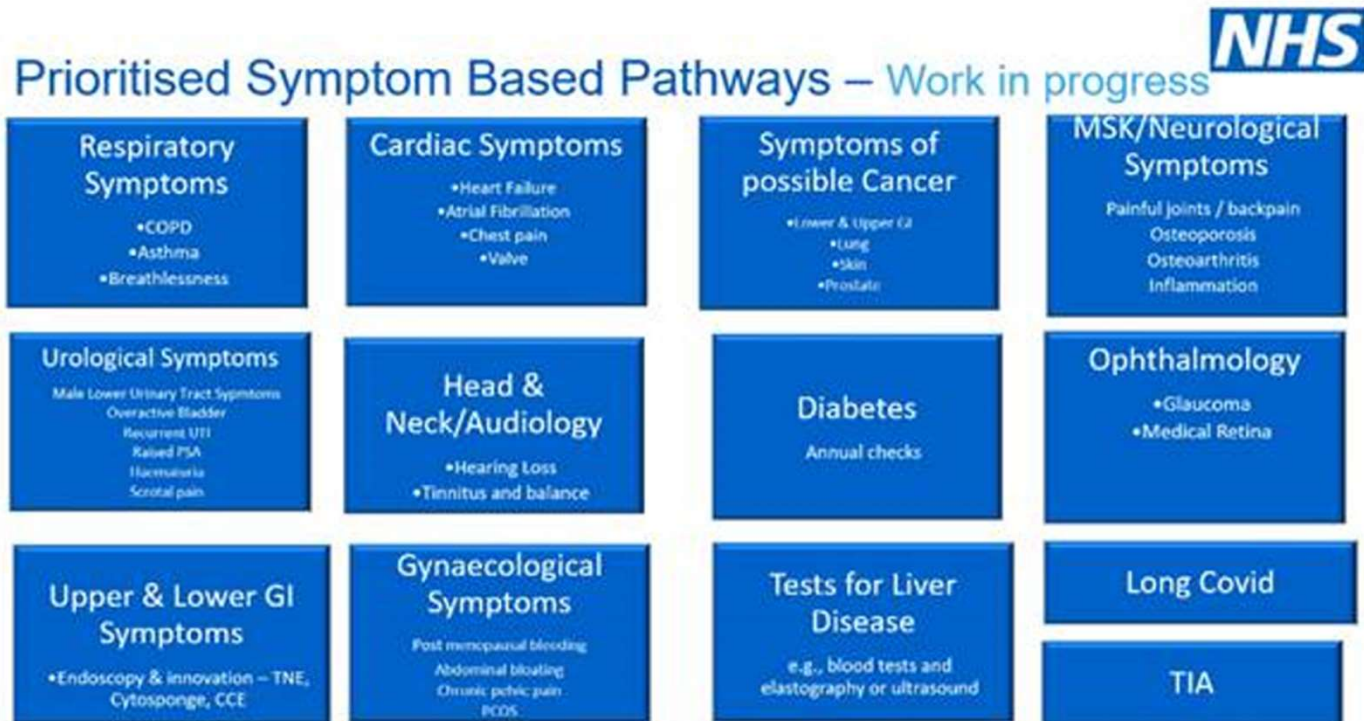 NHS
Prioritised Symptom Based Pathways – Work in progress
Respiratory
Symptoms
•COPD
•Asthma
•Breathlessness
Cardiac Symptoms
•Heart Failure
•Atrial Fibrillation
•Chest pain
•Valve
Symptoms of
possible Cancer
•Lower & Upper GI
•Lung
•Skin
•Prostate
MSK/Neurological
Symptoms
Painful joints / backpain
Osteoporosis
Osteoarthritis
Inflammation
Urological Symptoms
Male Lower Urinary Tract Sypmtoms
Overactive Bladder
Recurrent UTI
Raised PSA
Haematuria
Scrotal pain
Head &
Neck/Audiology
•Hearing Loss
•Tinnitus and balance
Diabetes
Annual checks
Ophthalmology
•Glaucoma
•Medical Retina
Upper & Lower GI
Symptoms
•Endoscopy & innovation – TNE,
Cytosponge, CCE
Gynaecological
Symptoms
Post menopausal bleeding
Abdominal bloating
Chronic pelvic pain
PCOS
Tests for Liver
Disease
e.g., blood tests and
elastography or ultrasound
Long Covid
TIA